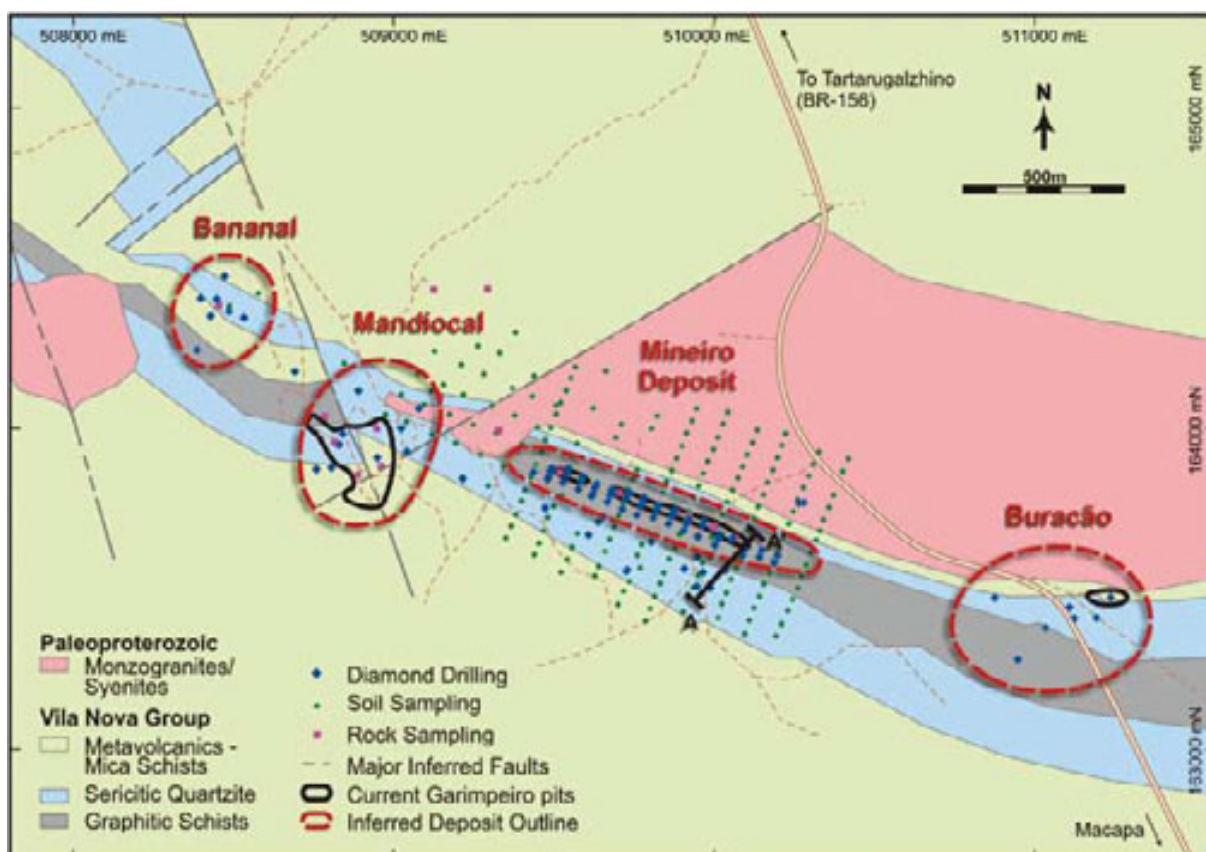 508000 mE
509000 mE
510000 mE
511000 mE
To Tartarugalzhino
(BR-156)
N
500m
165000 mN
Bananal
Mandiocal
Mineiro
Deposit
164000 mN
Buracão
A'
A
Paleoproterozoic
Monzogranites/
Syenites
Vila Nova Group
Metavolcanics -
Mica Schists
Sericitic Quartzite
Graphitic Schists
Diamond Drilling
Soil Sampling
Rock Sampling
Major Inferred Faults
Current Garimpeiro pits
Inferred Deposit Outline
163000 mN
Macapa